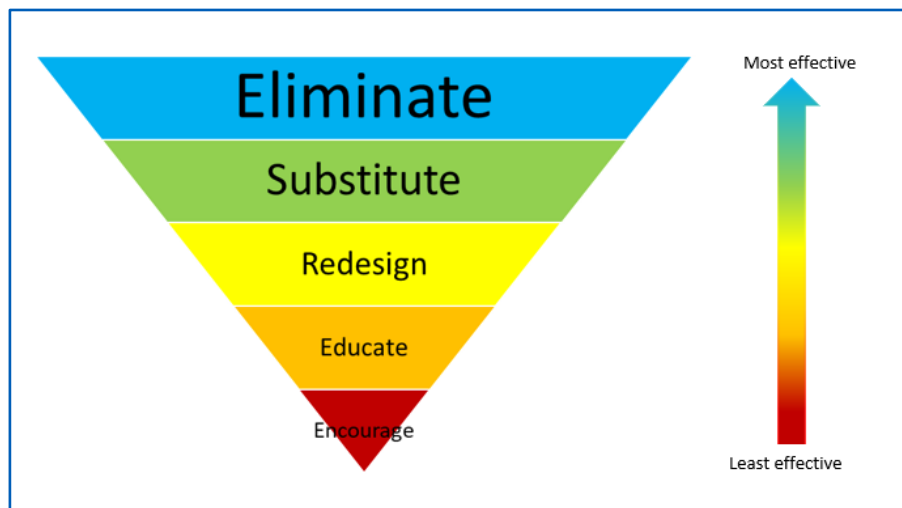 Most effective
Eliminate
Substitute
Redesign
Educate
Encourage
Least effective